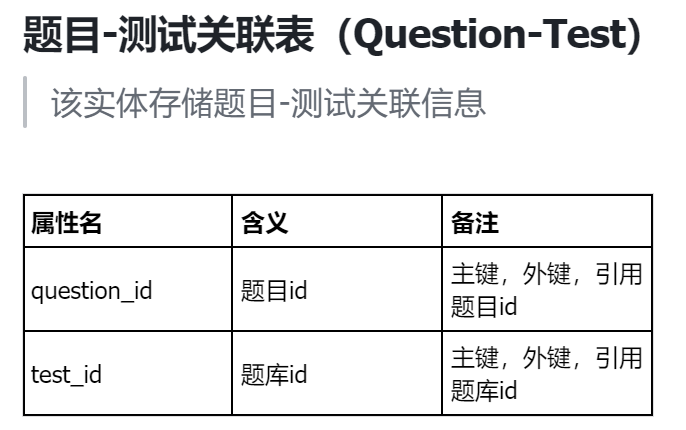 题目-测试关联表（Question-Test）
该实体存储题目-测试关联信息
属性名 含义 备注
question_id 题目id 主键，外键，引用
题目id
test_id 题库id 主键，外键，引用
题库id